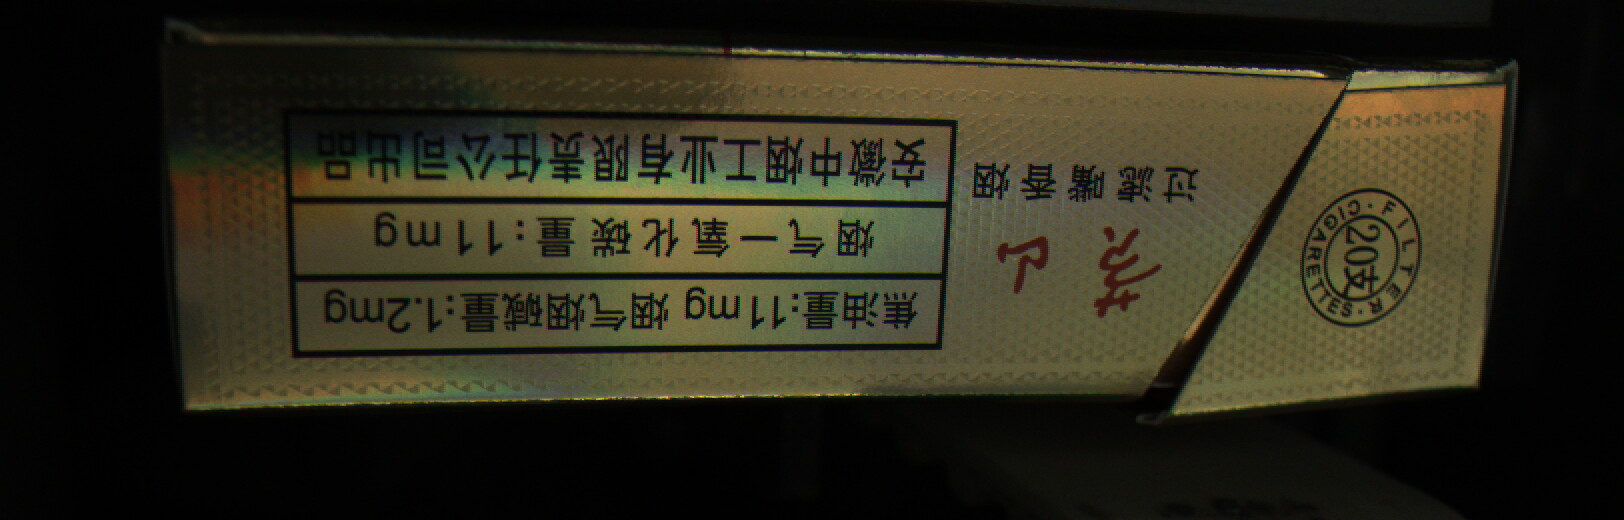 FILTER · CIGARETTES ·
20支
黄山
过滤嘴香烟
焦油量:11mg 烟气烟碱量:1.2mg
烟气一氧化碳量:11mg
安徽中烟工业有限责任公司出品